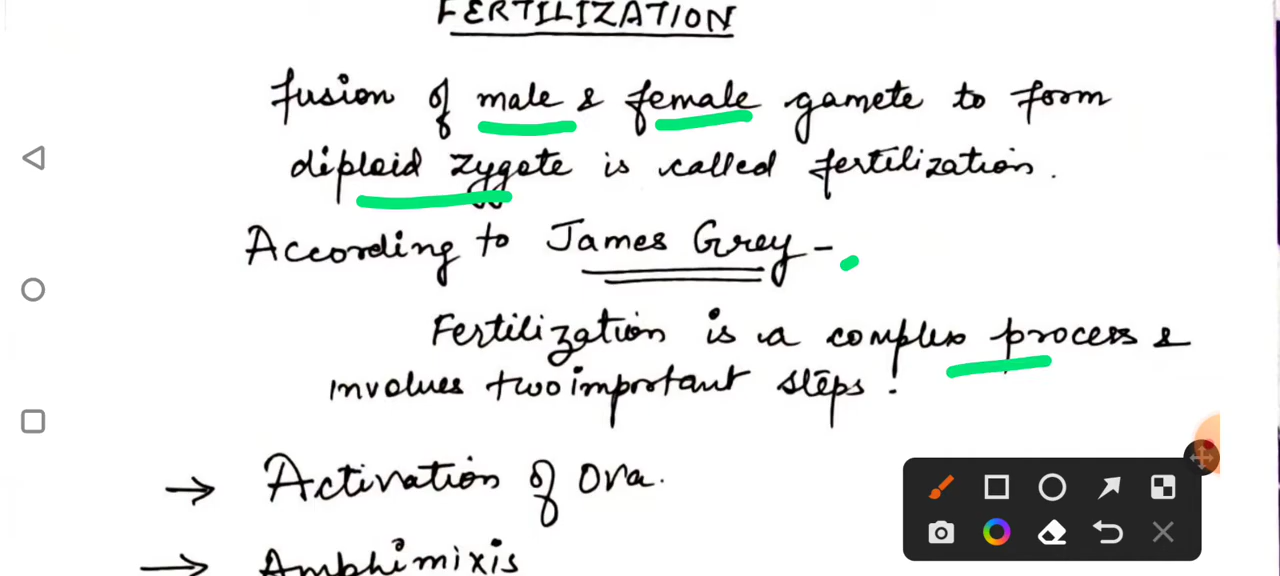 FERTILIZATION
fusion of male & female gamete to form
diploid zygote is called fertilization.
According to James Grey -
Fertilization is a complex process &
involves two important steps :
→ Activation of Ova.
→ Amphimixis